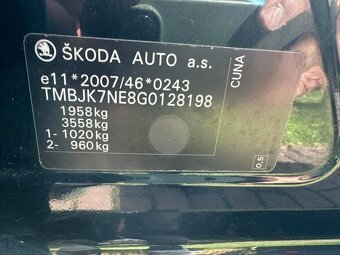 ŠKODA AUTO a.s.
e11*2007/46*0243
TMBJK7NE8G0128198
1958kg
3558kg
1- 1020kg
2- 960kg
CUNA
0.5